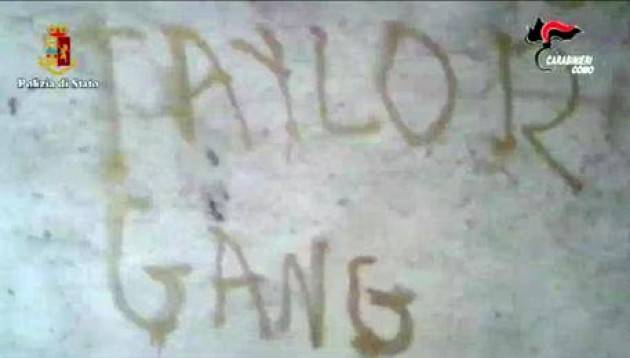 Polizia di Stato
CARABINIERI
COMO
TAYLOR
GANG